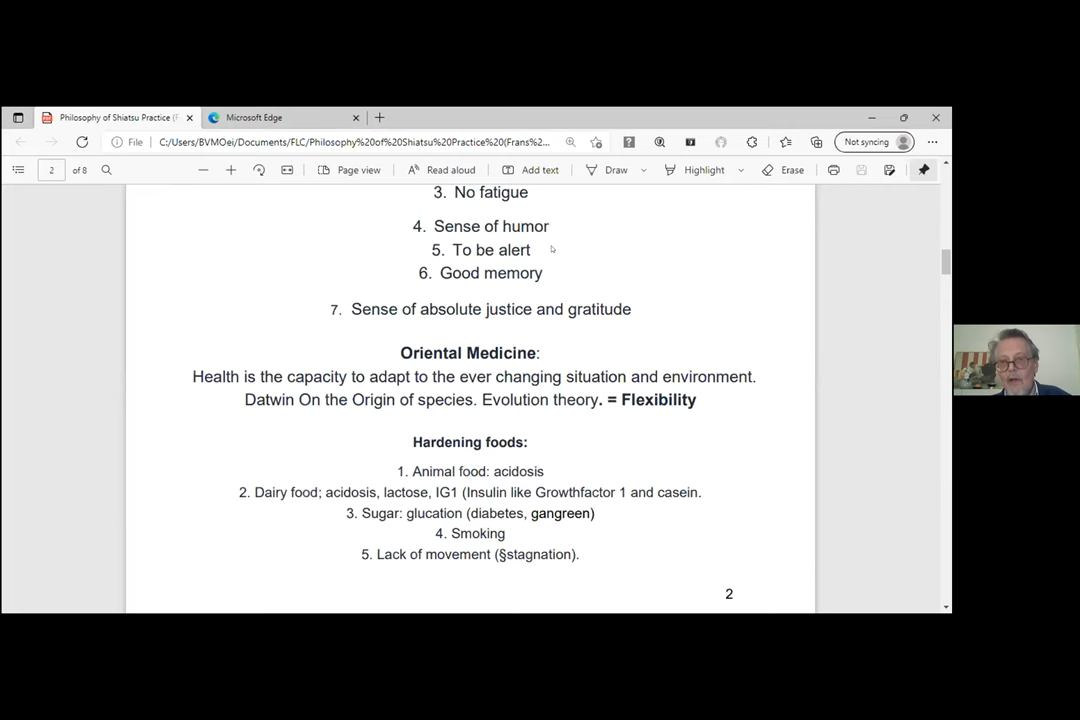 Philosophy of Shiatsu Practice (F
Microsoft Edge
File
C:/Users/BVMOei/Documents/FLC/Philosophy%20of%20Shiatsu%20Practice%20(Frans%2...
Not syncing
2 of 8
Page view
Read aloud
Add text
Draw
Highlight
Erase
3. No fatigue
4. Sense of humor
5. To be alert
6. Good memory
7. Sense of absolute justice and gratitude
Oriental Medicine:
Health is the capacity to adapt to the ever changing situation and environment.
Datwin On the Origin of species. Evolution theory. = Flexibility
Hardening foods:
1. Animal food: acidosis
2. Dairy food; acidosis, lactose, IG1 (Insulin like Growthfactor 1 and casein.
3. Sugar: glucation (diabetes, gangreen)
4. Smoking
5. Lack of movement (§stagnation).
2